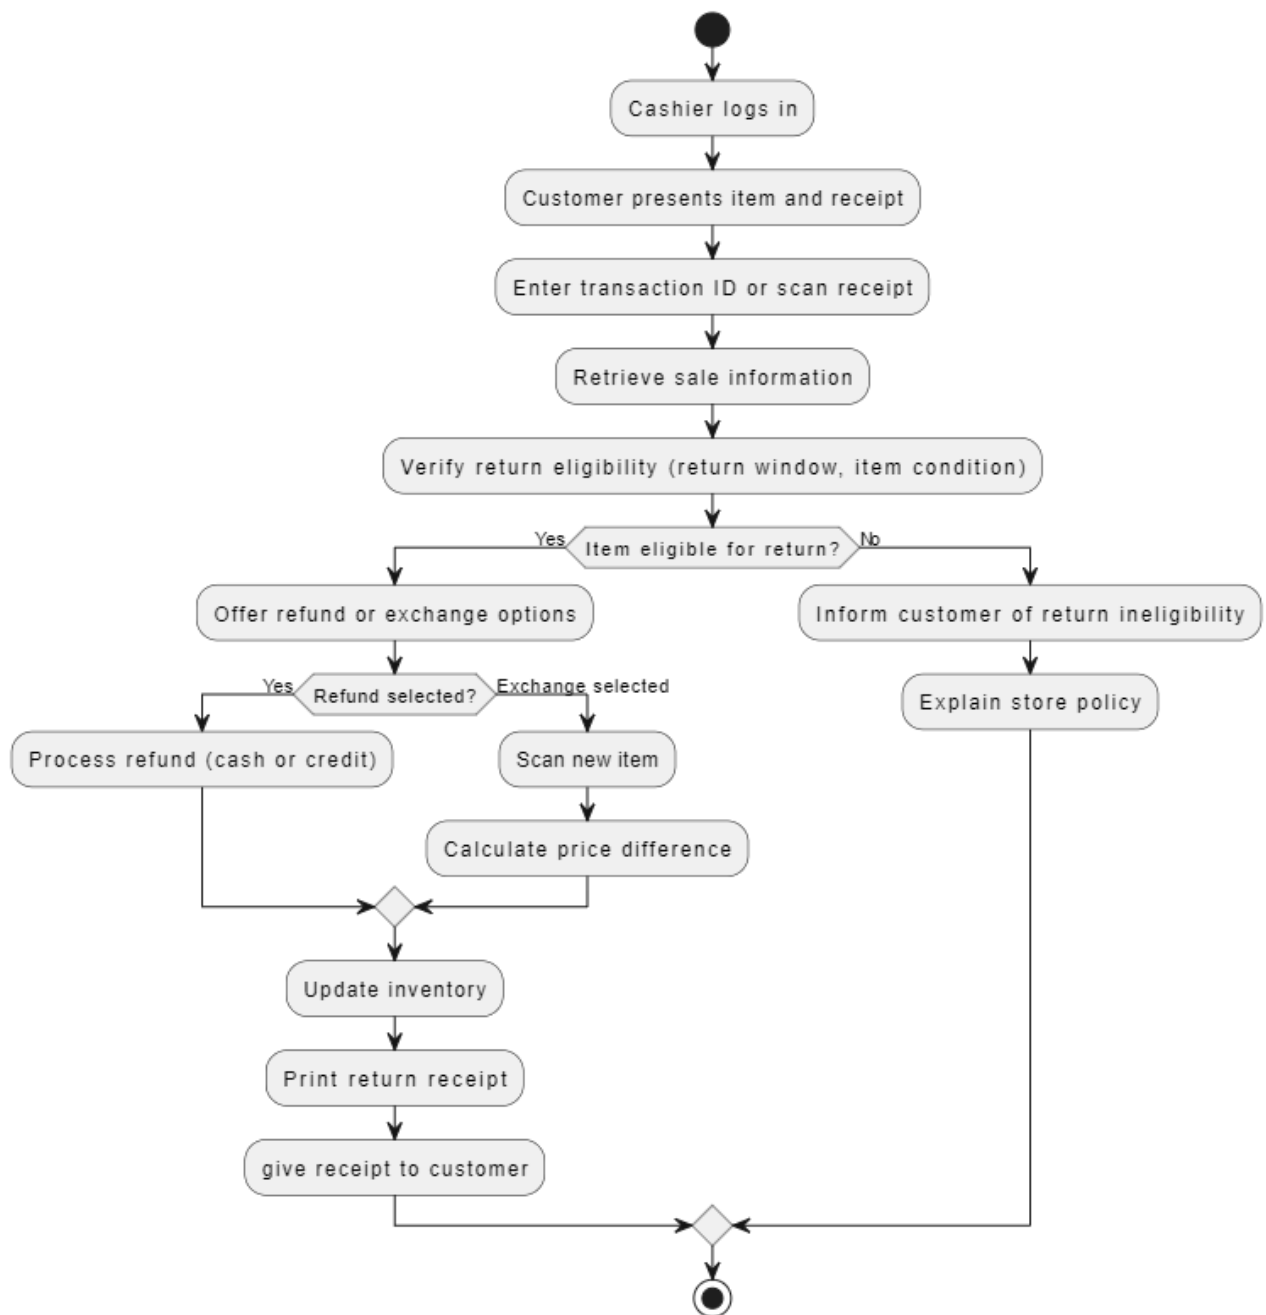 Cashier logs in
Customer presents item and receipt
Enter transaction ID or scan receipt
Retrieve sale information
Verify return eligibility (return window, item condition)
Yes
Item eligible for return?
No
Offer refund or exchange options
Inform customer of return ineligibility
Yes
Refund selected?
Exchange selected
Explain store policy
Process refund (cash or credit)
Scan new item
Calculate price difference
Update inventory
Print return receipt
give receipt to customer